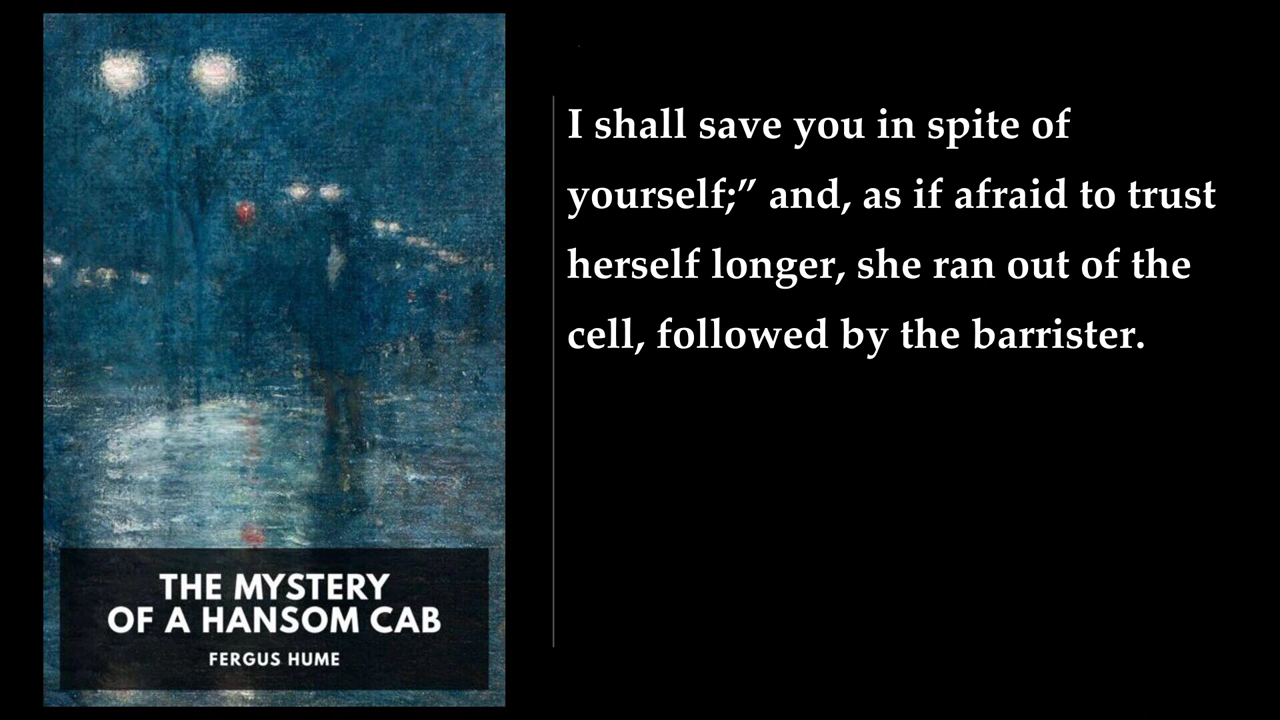 I shall save you in spite of
yourself;” and, as if afraid to trust
herself longer, she ran out of the
cell, followed by the barrister.
THE MYSTERY
OF A HANSOM CAB
FERGUS HUME